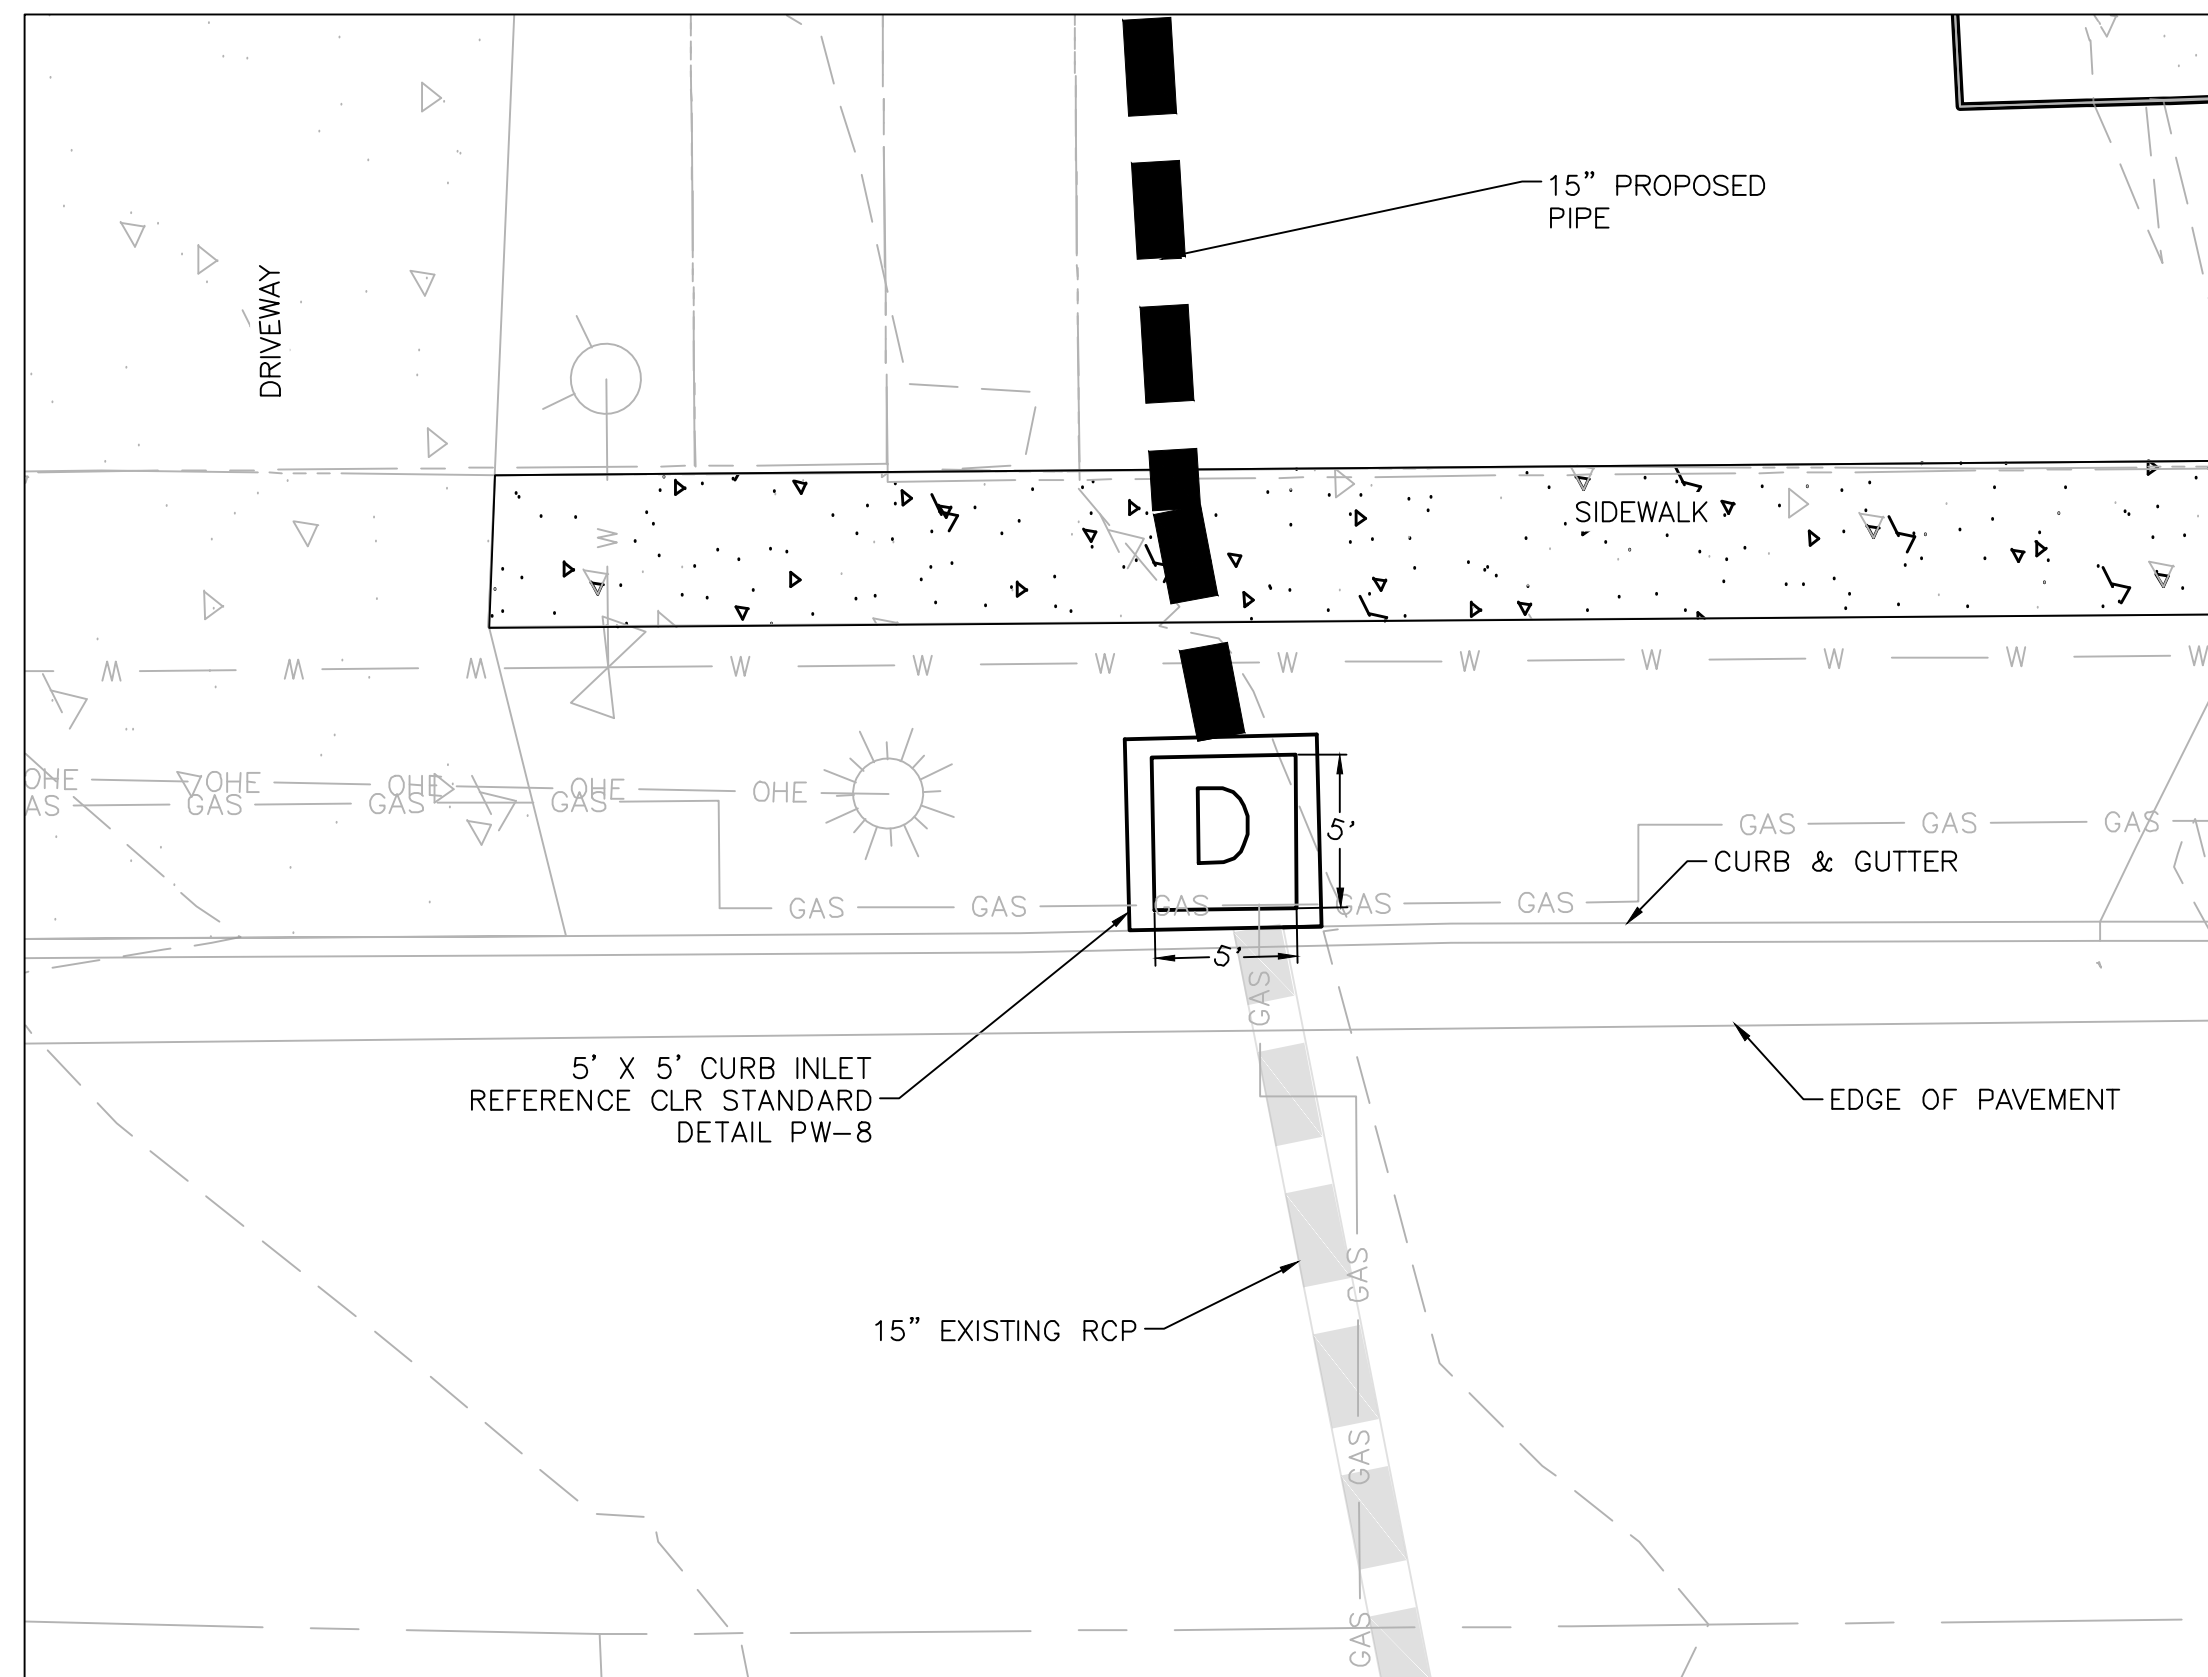 15” PROPOSED
PIPE
DRIVEWAY
SIDEWALK
W
W W W W W W W W W W W W
OHE OHE OHE OHE OHE
GAS GAS GAS
D
5’
GAS GAS GAS
CURB & GUTTER
GAS GAS GAS GAS GAS
5’
GAS
5’ X 5’ CURB INLET
REFERENCE CLR STANDARD
DETAIL PW-8
EDGE OF PAVEMENT
GAS
15” EXISTING RCP
GAS
GAS